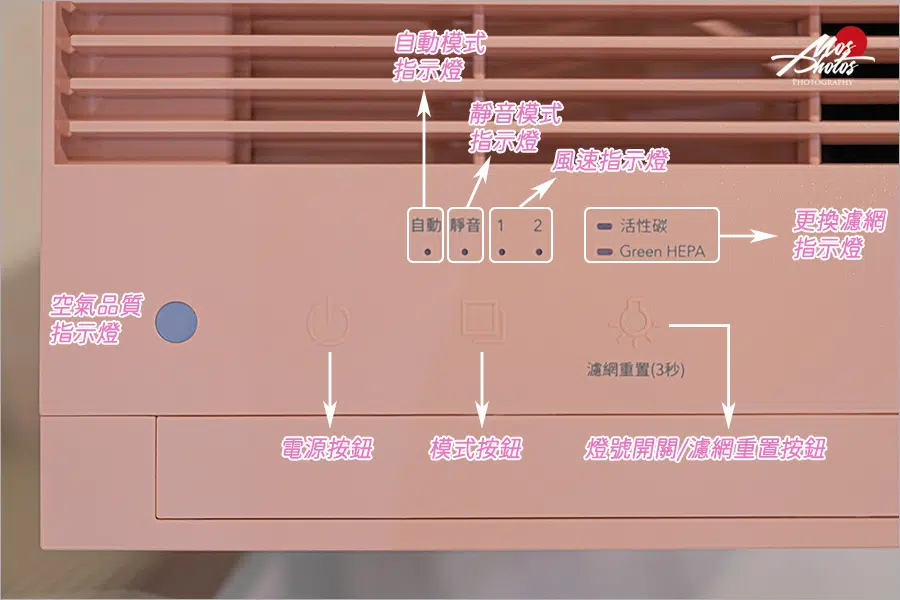 自動模式
指示燈
Mos
Photos
PHOTOGRAPHY
靜音模式
指示燈
風速指示燈
自動
靜音
1
2
活性碳
Green HEPA
更換濾網
指示燈
空氣品質
指示燈
濾網重置(3秒)
電源按鈕
模式按鈕
燈號開關/濾網重置按鈕